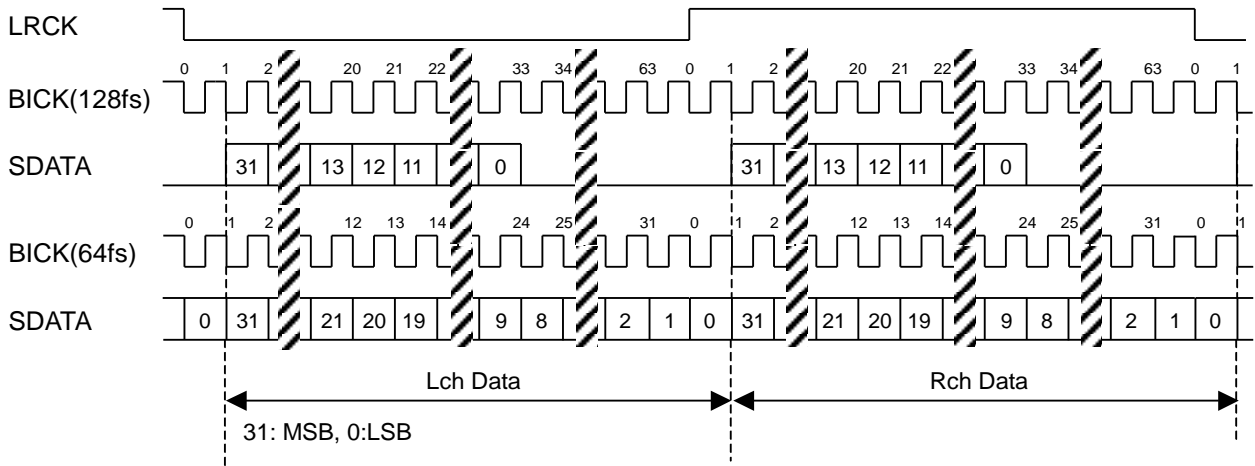 LRCK
0 1 2 20 21 22 33 34 63 0 1 2 20 21 22 33 34 63 0 1
BICK(128fs)
SDATA 31 13 12 11 0 31 13 12 11 0
0 1 2 12 13 14 24 25 31 0 1 2 12 13 14 24 25 31 0 1
BICK(64fs)
SDATA 0 31 21 20 19 9 8 2 1 0 31 21 20 19 9 8 2 1 0
Lch Data Rch Data
31: MSB, 0:LSB